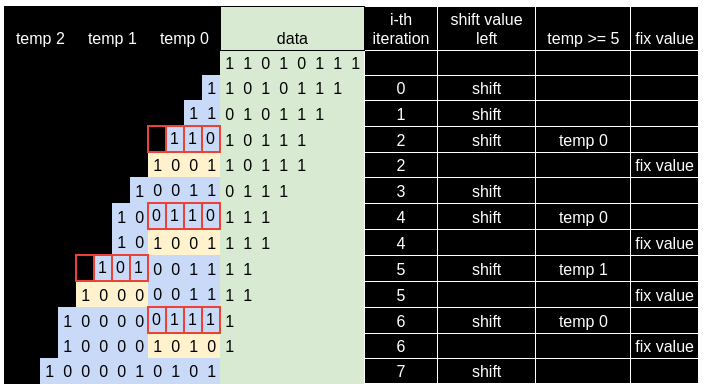 temp 2 temp 1 temp 0 data i-th iteration shift value left temp >= 5 fix value
1 1 0 1 0 1 1 1
1 1 0 1 0 1 1 1 0 shift
1 1 0 1 0 1 1 1 1 shift
1 1 0 1 0 1 1 1 2 shift temp 0
1 0 0 1 1 0 1 1 1 2 fix value
1 0 0 1 1 0 1 1 1 3 shift
1 0 0 1 1 0 1 1 1 4 shift temp 0
1 0 1 0 0 1 1 1 1 4 fix value
1 0 1 0 0 1 1 1 1 5 shift temp 1
1 0 0 0 0 0 1 1 1 1 5 fix value
1 0 0 0 0 0 1 1 1 1 6 shift temp 0
1 0 0 0 0 1 0 1 0 1 6 fix value
1 0 0 0 0 1 0 1 0 1 7 shift